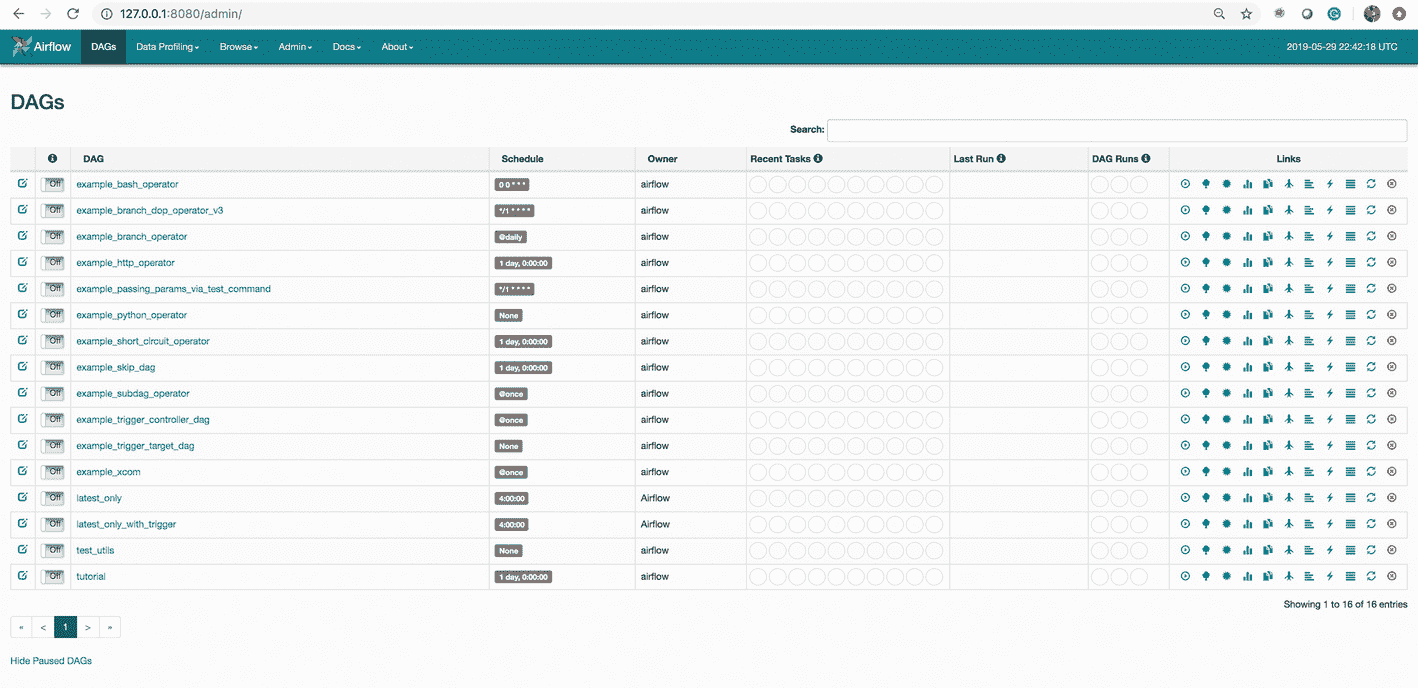 127.0.0.1:8080/admin/
Airflow DAGs Data Profiling Browse Admin Docs About 2019-05-29 22:42:18 UTC
DAGs
Search:
DAG Schedule Owner Recent Tasks Last Run DAG Runs Links
Off example_bash_operator 0 0 * * * airflow
Off example_branch_dop_operator_v3 */1 * * * * airflow
Off example_branch_operator @daily airflow
Off example_http_operator 1 day, 0:00:00 airflow
Off example_passing_params_via_test_command */1 * * * * airflow
Off example_python_operator None airflow
Off example_short_circuit_operator 1 day, 0:00:00 airflow
Off example_skip_dag 1 day, 0:00:00 airflow
Off example_subdag_operator @once airflow
Off example_trigger_controller_dag @once airflow
Off example_trigger_target_dag None airflow
Off example_xcom @once airflow
Off latest_only 4:00:00 Airflow
Off latest_only_with_trigger 4:00:00 Airflow
Off test_utils None airflow
Off tutorial 1 day, 0:00:00 airflow
Showing 1 to 16 of 16 entries
« < 1 > »
Hide Paused DAGs